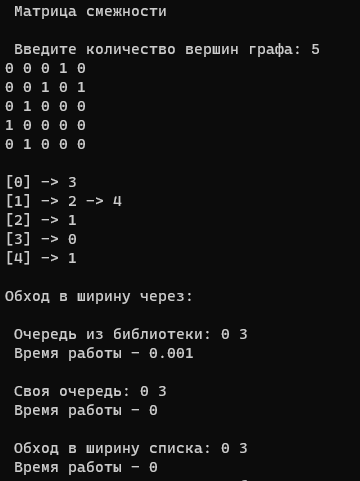 Матрица смежности
Введите количество вершин графа: 5
0 0 0 1 0
0 0 1 0 1
0 1 0 0 0
1 0 0 0 0
0 1 0 0 0
[0] -> 3
[1] -> 2 -> 4
[2] -> 1
[3] -> 0
[4] -> 1
Обход в ширину через:
Очередь из библиотеки: 0 3
Время работы - 0.001
Своя очередь: 0 3
Время работы - 0
Обход в ширину списка: 0 3
Время работы - 0